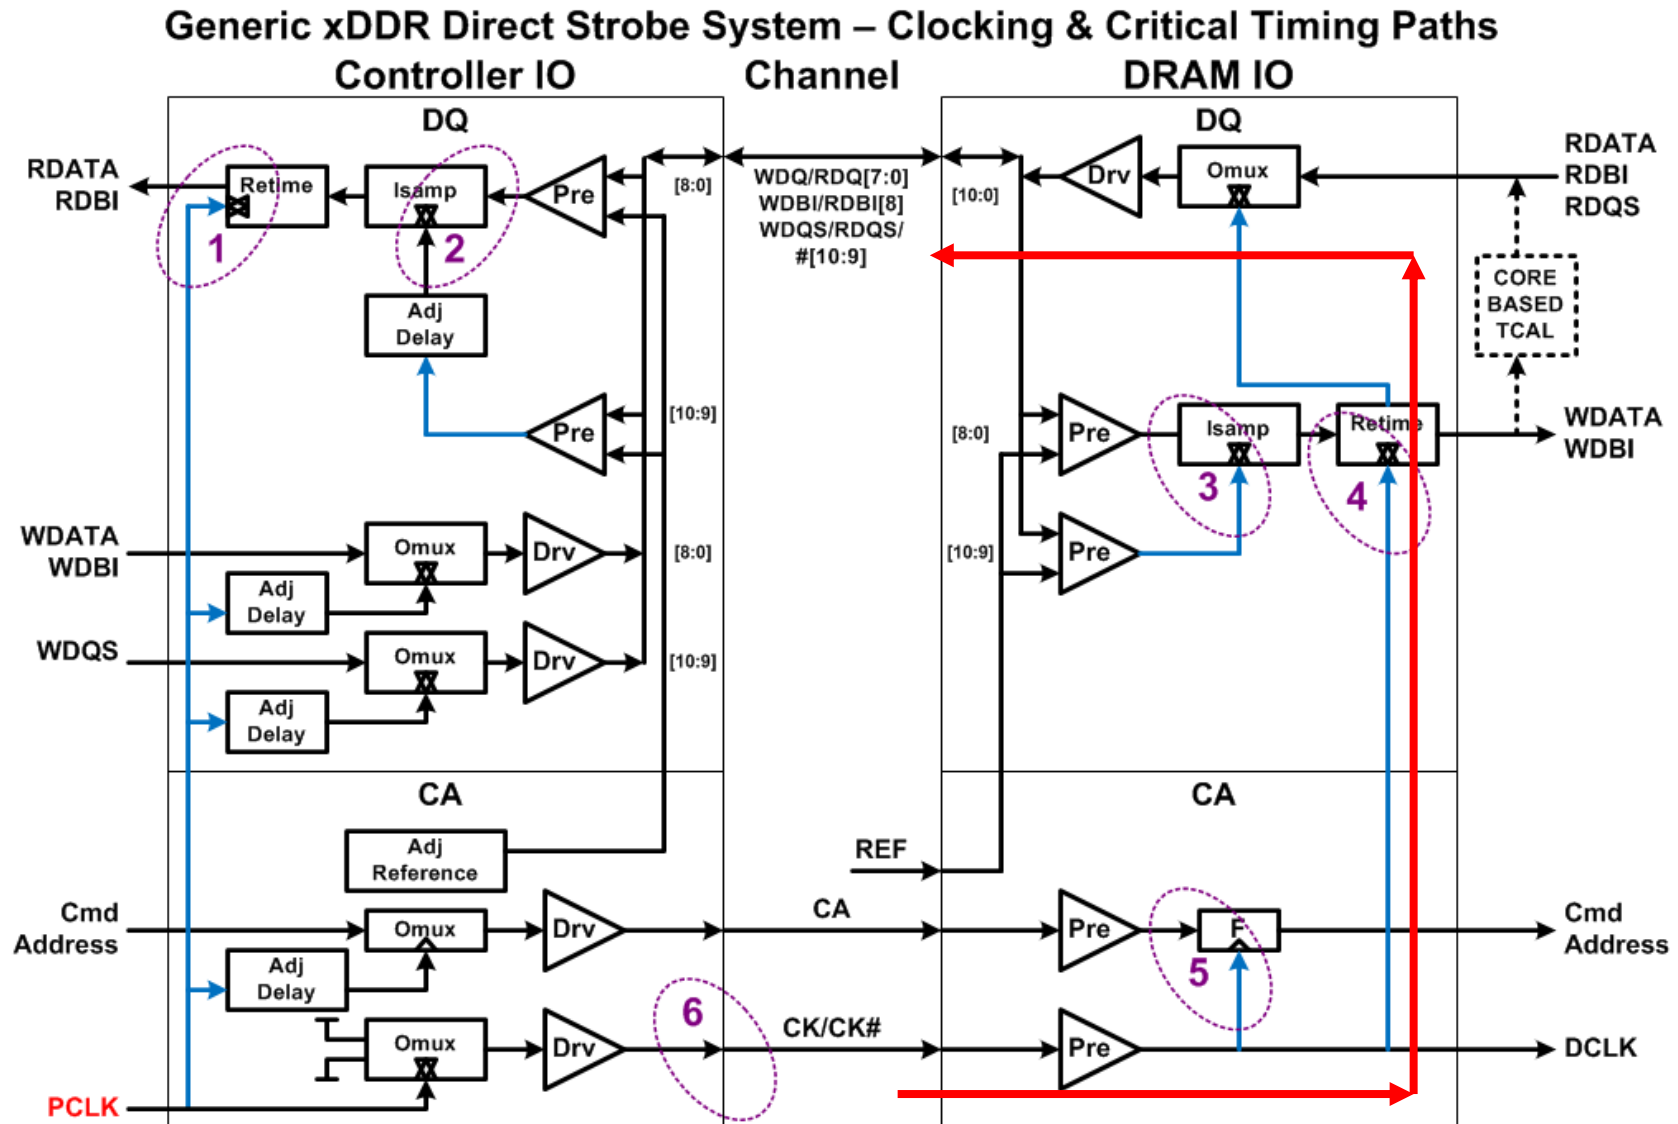 Generic xDDR Direct Strobe System – Clocking & Critical Timing Paths
Controller IO
Channel
DRAM IO
DQ
DQ
RDATA
RDBI
Retime
1
Isamp
2
Pre
[8:0]
WDQ/RDQ[7:0]
WDBI/RDBI[8]
WDQS/RDQS/
#[10:9]
[10:0]
Drv
Omux
RDATA
RDBI
RDQS
Adj
Delay
CORE
BASED
TCAL
Pre
[10:9]
[8:0]
Pre
Isamp
3
Retime
4
WDATA
WDBI
WDATA
WDBI
Omux
Drv
[8:0]
[10:9]
Pre
Adj
Delay
WDQS
Omux
Drv
[10:9]
Adj
Delay
CA
CA
Adj
Reference
REF
Cmd
Address
Omux
Drv
CA
Pre
F
5
Cmd
Address
Adj
Delay
6
Omux
Drv
CK/CK#
Pre
DCLK
PCLK